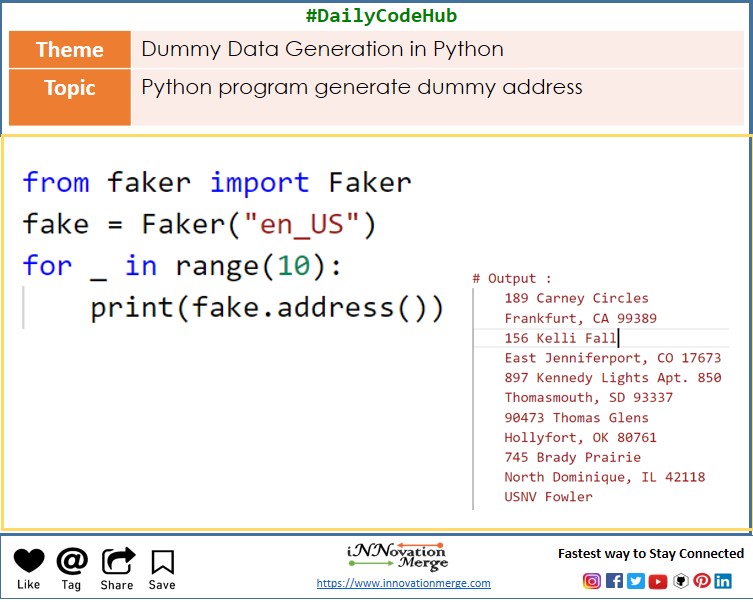 #DailyCodeHub
Theme
Dummy Data Generation in Python
Topic
Python program generate dummy address
from faker import Faker
fake = Faker("en_US")
for _ in range(10):
    print(fake.address())
# Output :
189 Carney Circles
Frankfurt, CA 99389
156 Kelli Fall
East Jenniferport, CO 17673
897 Kennedy Lights Apt. 850
Thomasmouth, SD 93337
90473 Thomas Glens
Hollyfort, OK 80761
745 Brady Prairie
North Dominique, IL 42118
USNV Fowler
Like
Tag
Share
Save
iNNovation
Merge
https://www.innovationmerge.com
Fastest way to Stay Connected